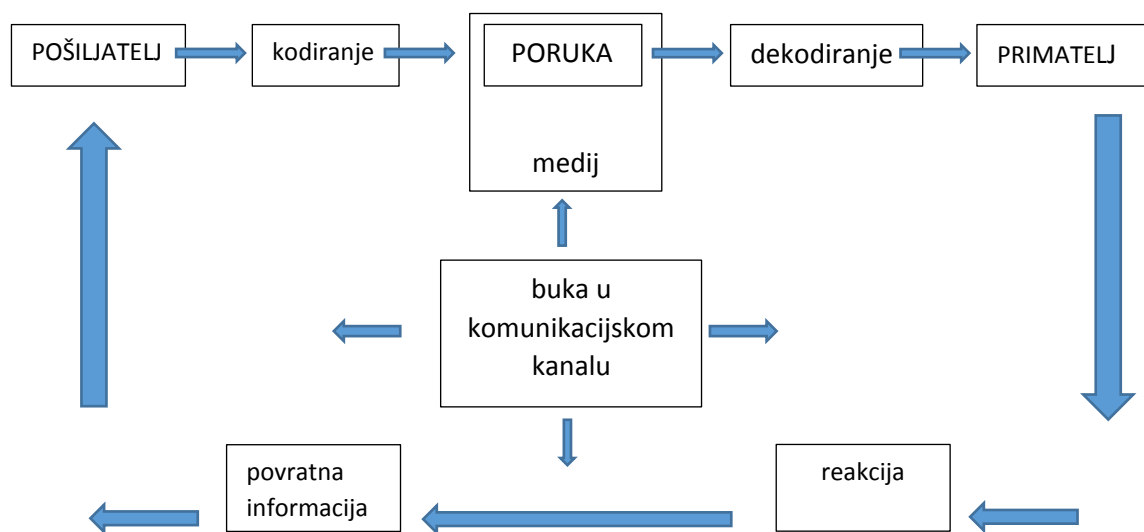 POŠILJATELJ
kodiranje
PORUKA
medij
dekodiranje
PRIMATELJ
buka u
komunikacijskom
kanalu
povratna
informacija
reakcija